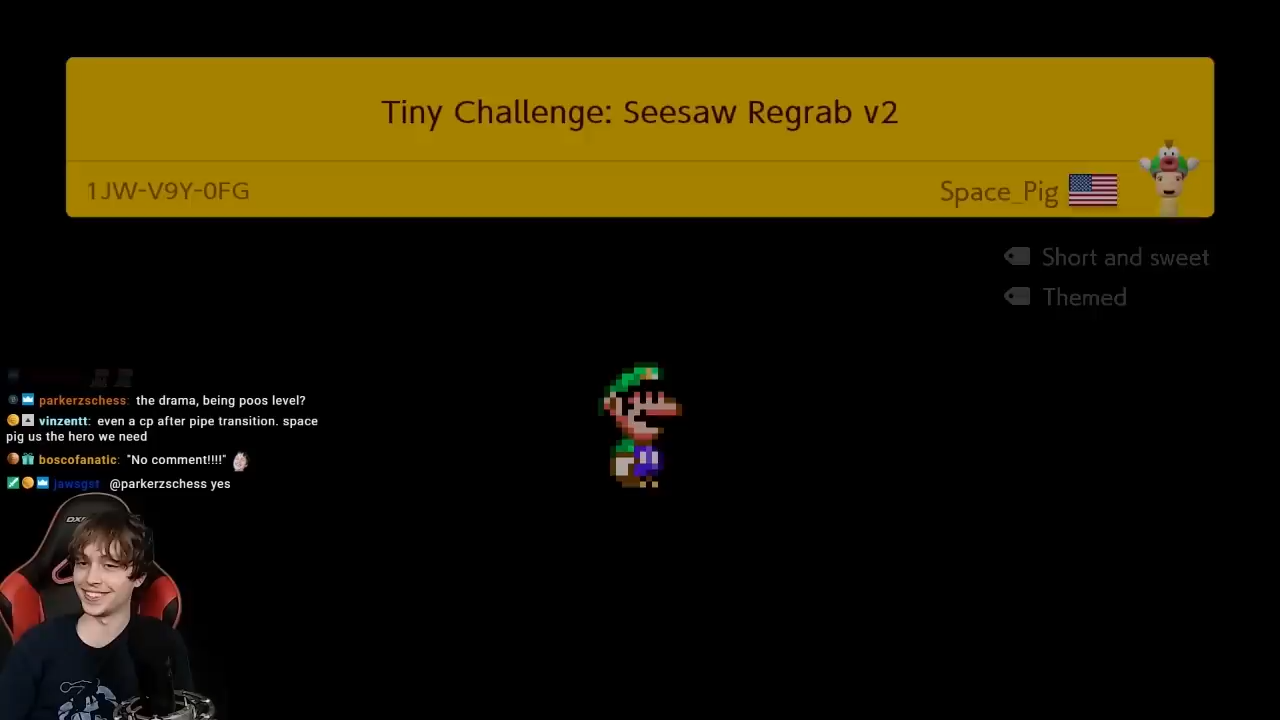 Tiny Challenge: Seesaw Regrab v2
1JW-V9Y-0FG
Space_Pig
Short and sweet
Themed
parkerzschess: the drama, being poos level?
vinzentt: even a cp after pipe transition. space
pig us the hero we need
boscofanatic: "No comment!!!!"
jawsgst @parkerzschess yes